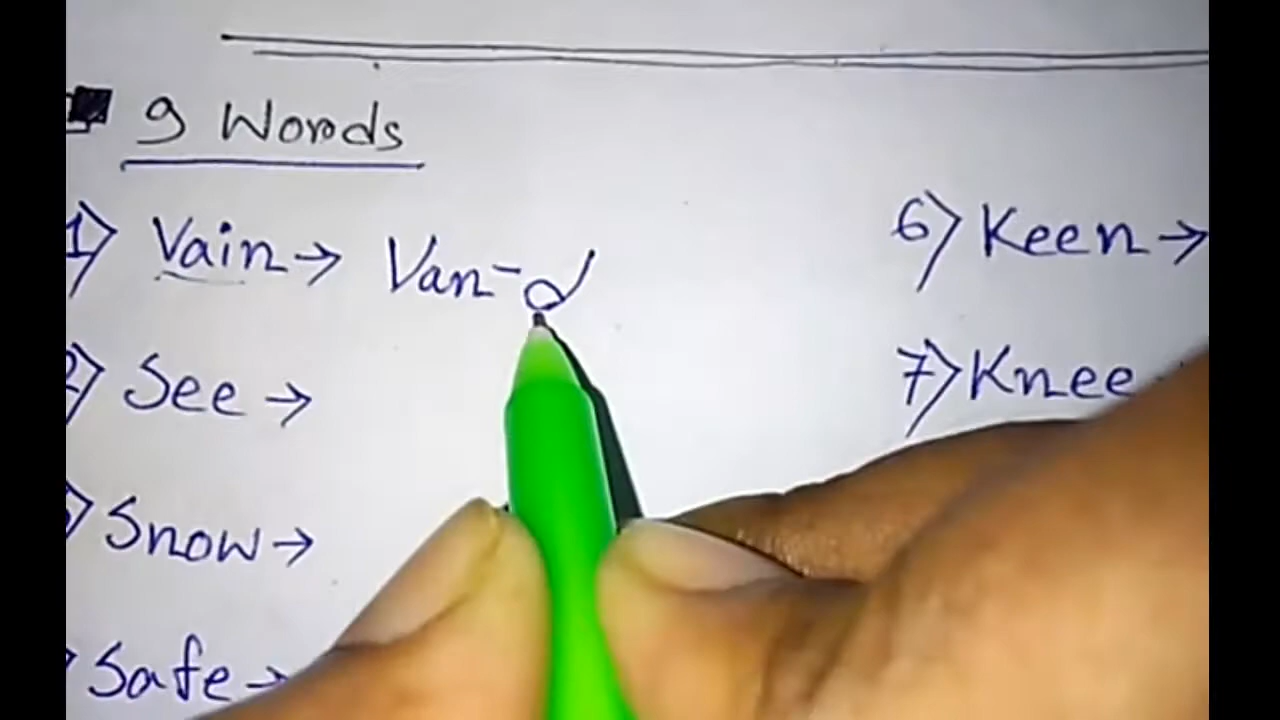 9 Words
1) Vain → Van -
2) See →
Snow →
Safe →
6) Keen →
7) Knee